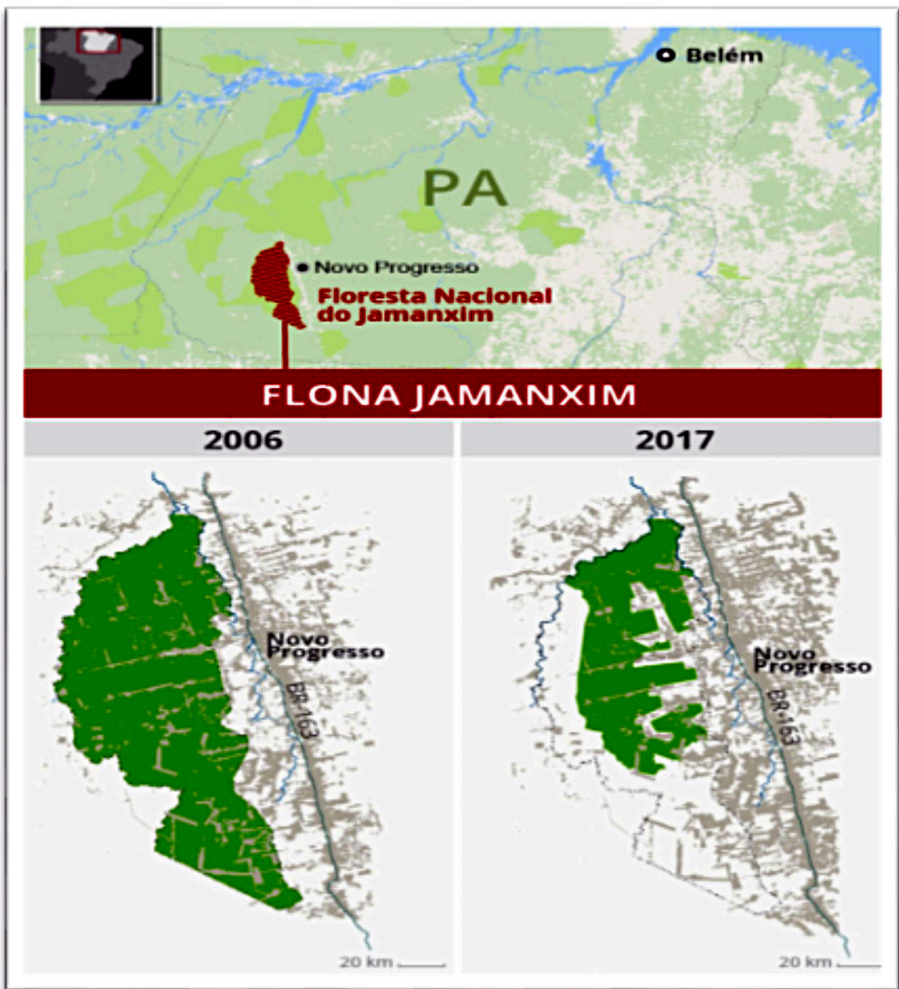 Belém
PA
Novo Progresso
Floresta Nacional
do Jamanxim
FLONA JAMANXIM
2006
2017
Novo
Progresso
BR-163
20 km
Novo
Progresso
BR-163
20 km